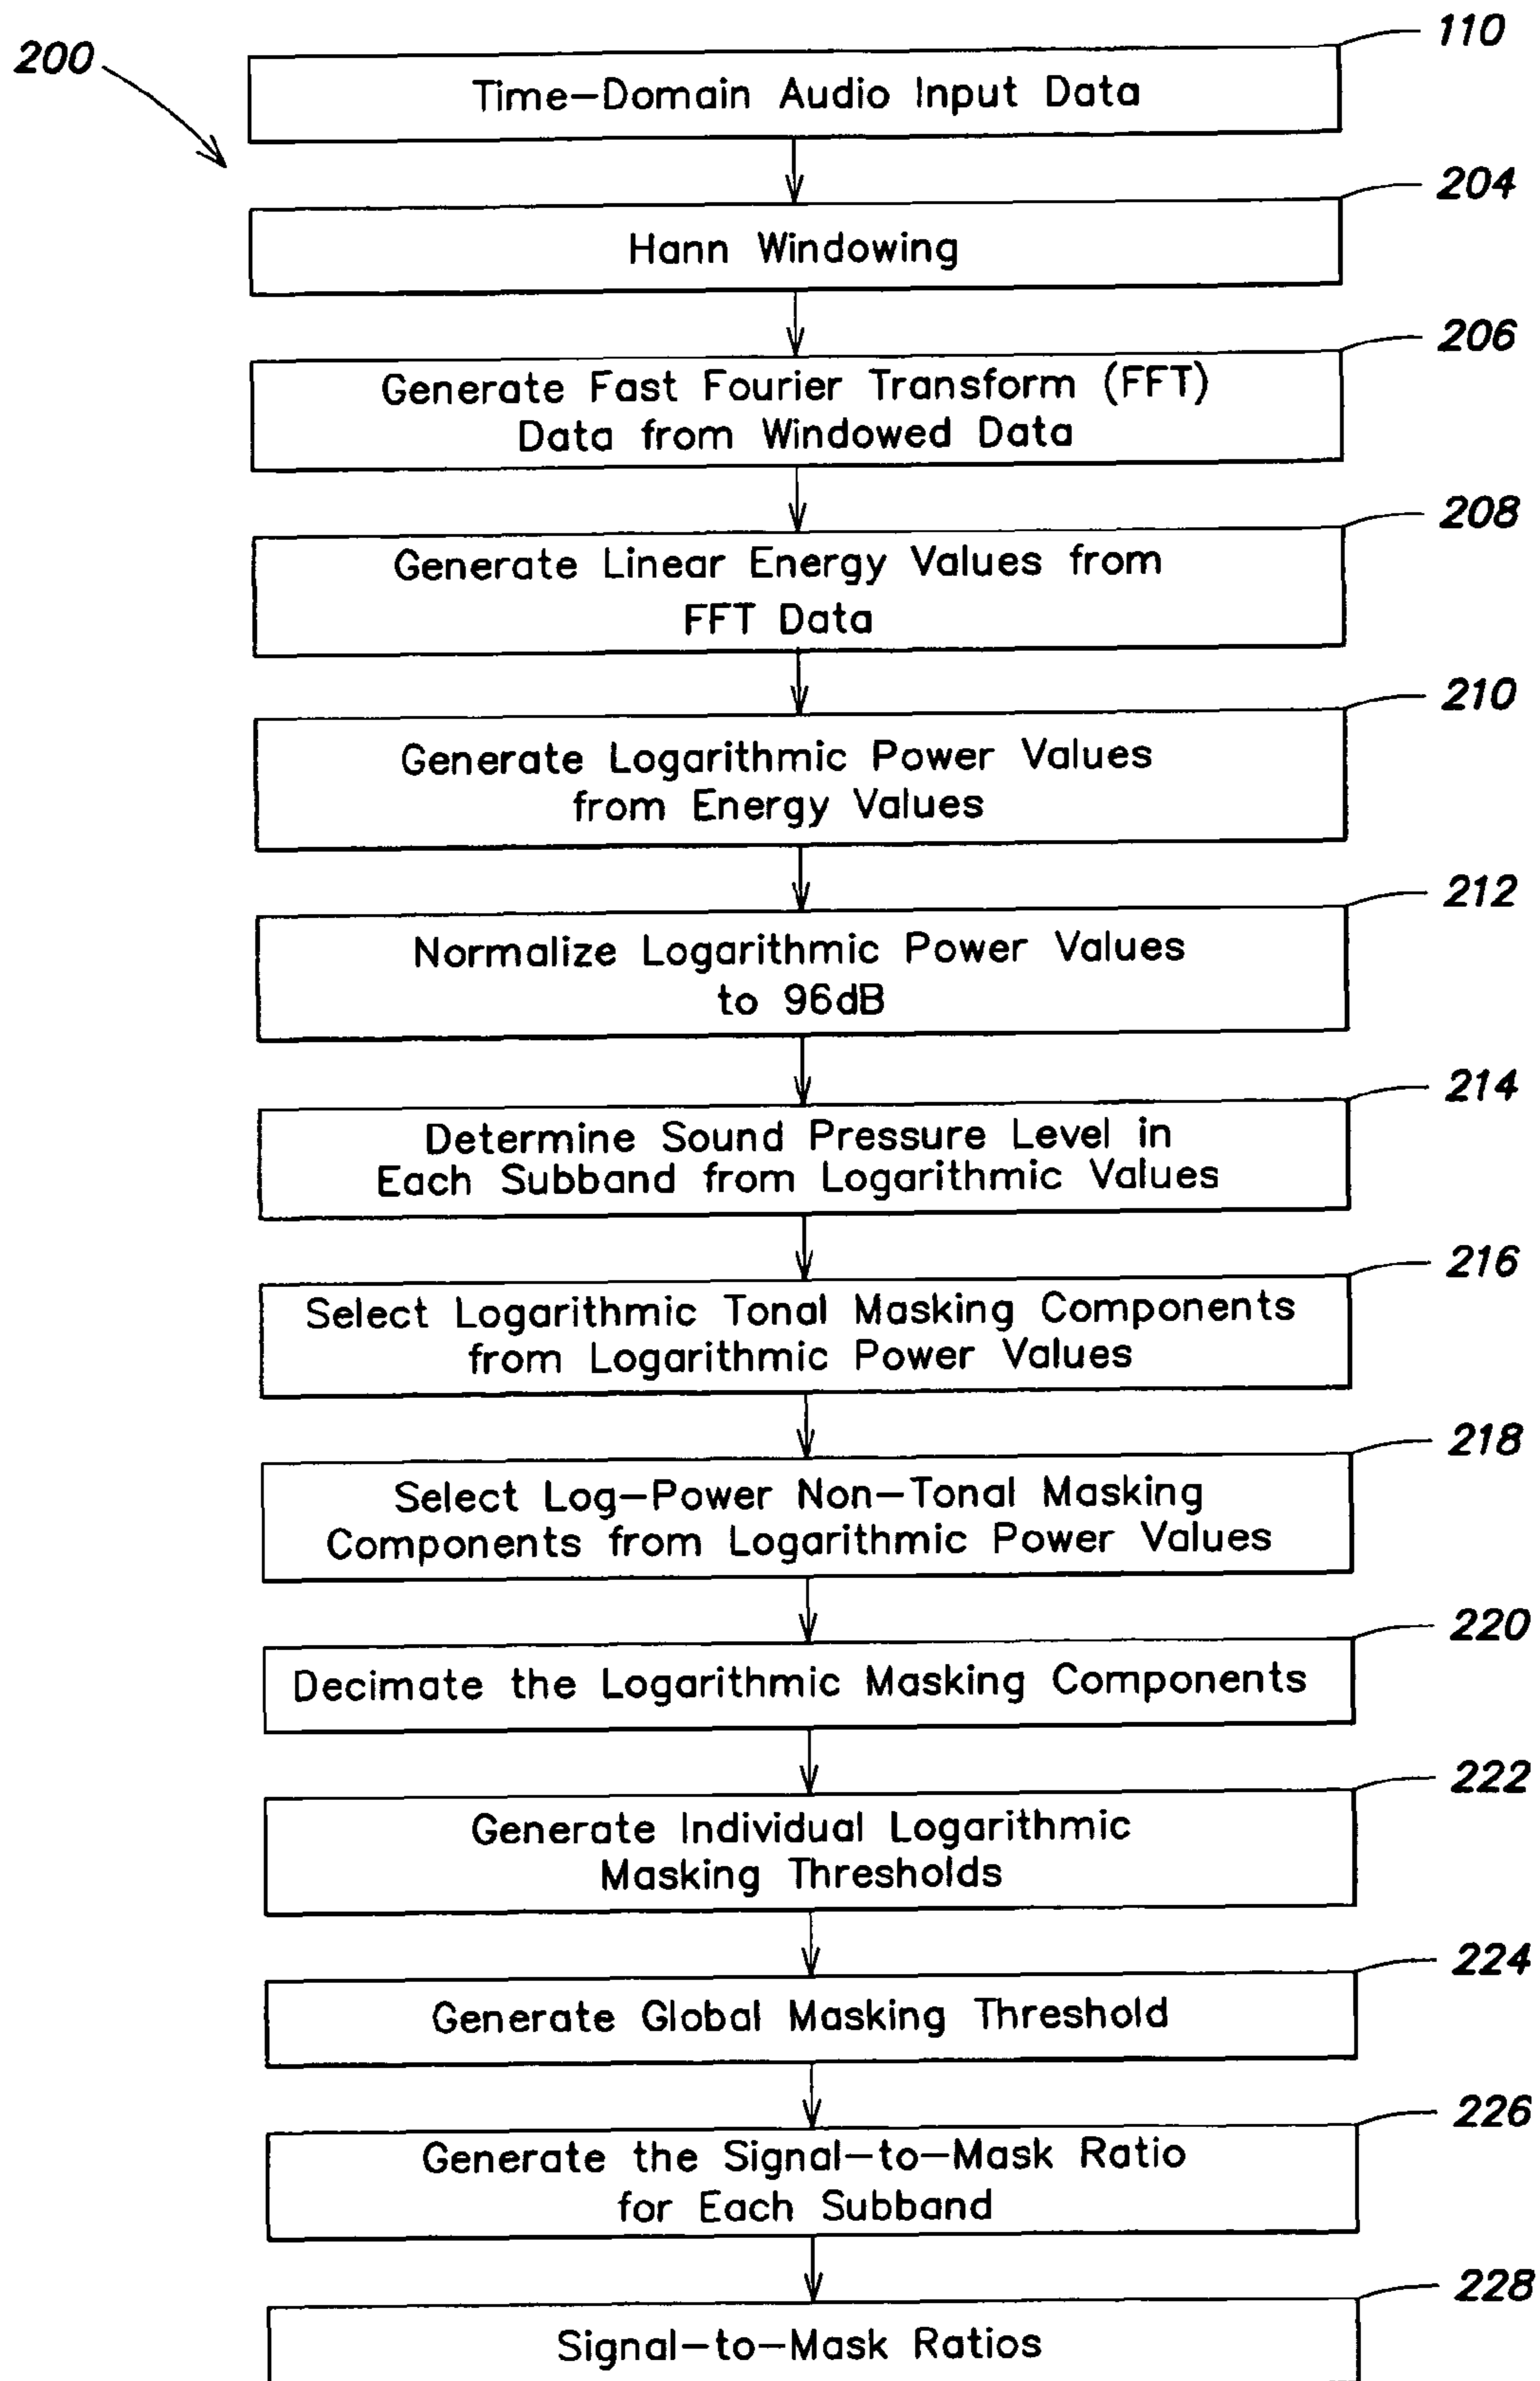 200
110
Time-Domain Audio Input Data
204
Hann Windowing
206
Generate Fast Fourier Transform (FFT)
Data from Windowed Data
208
Generate Linear Energy Values from
FFT Data
210
Generate Logarithmic Power Values
from Energy Values
212
Normalize Logarithmic Power Values
to 96dB
214
Determine Sound Pressure Level in
Each Subband from Logarithmic Values
216
Select Logarithmic Tonal Masking Components
from Logarithmic Power Values
218
Select Log-Power Non-Tonal Masking
Components from Logarithmic Power Values
220
Decimate the Logarithmic Masking Components
222
Generate Individual Logarithmic
Masking Thresholds
224
Generate Global Masking Threshold
226
Generate the Signal-to-Mask Ratio
for Each Subband
228
Signal-to-Mask Ratios